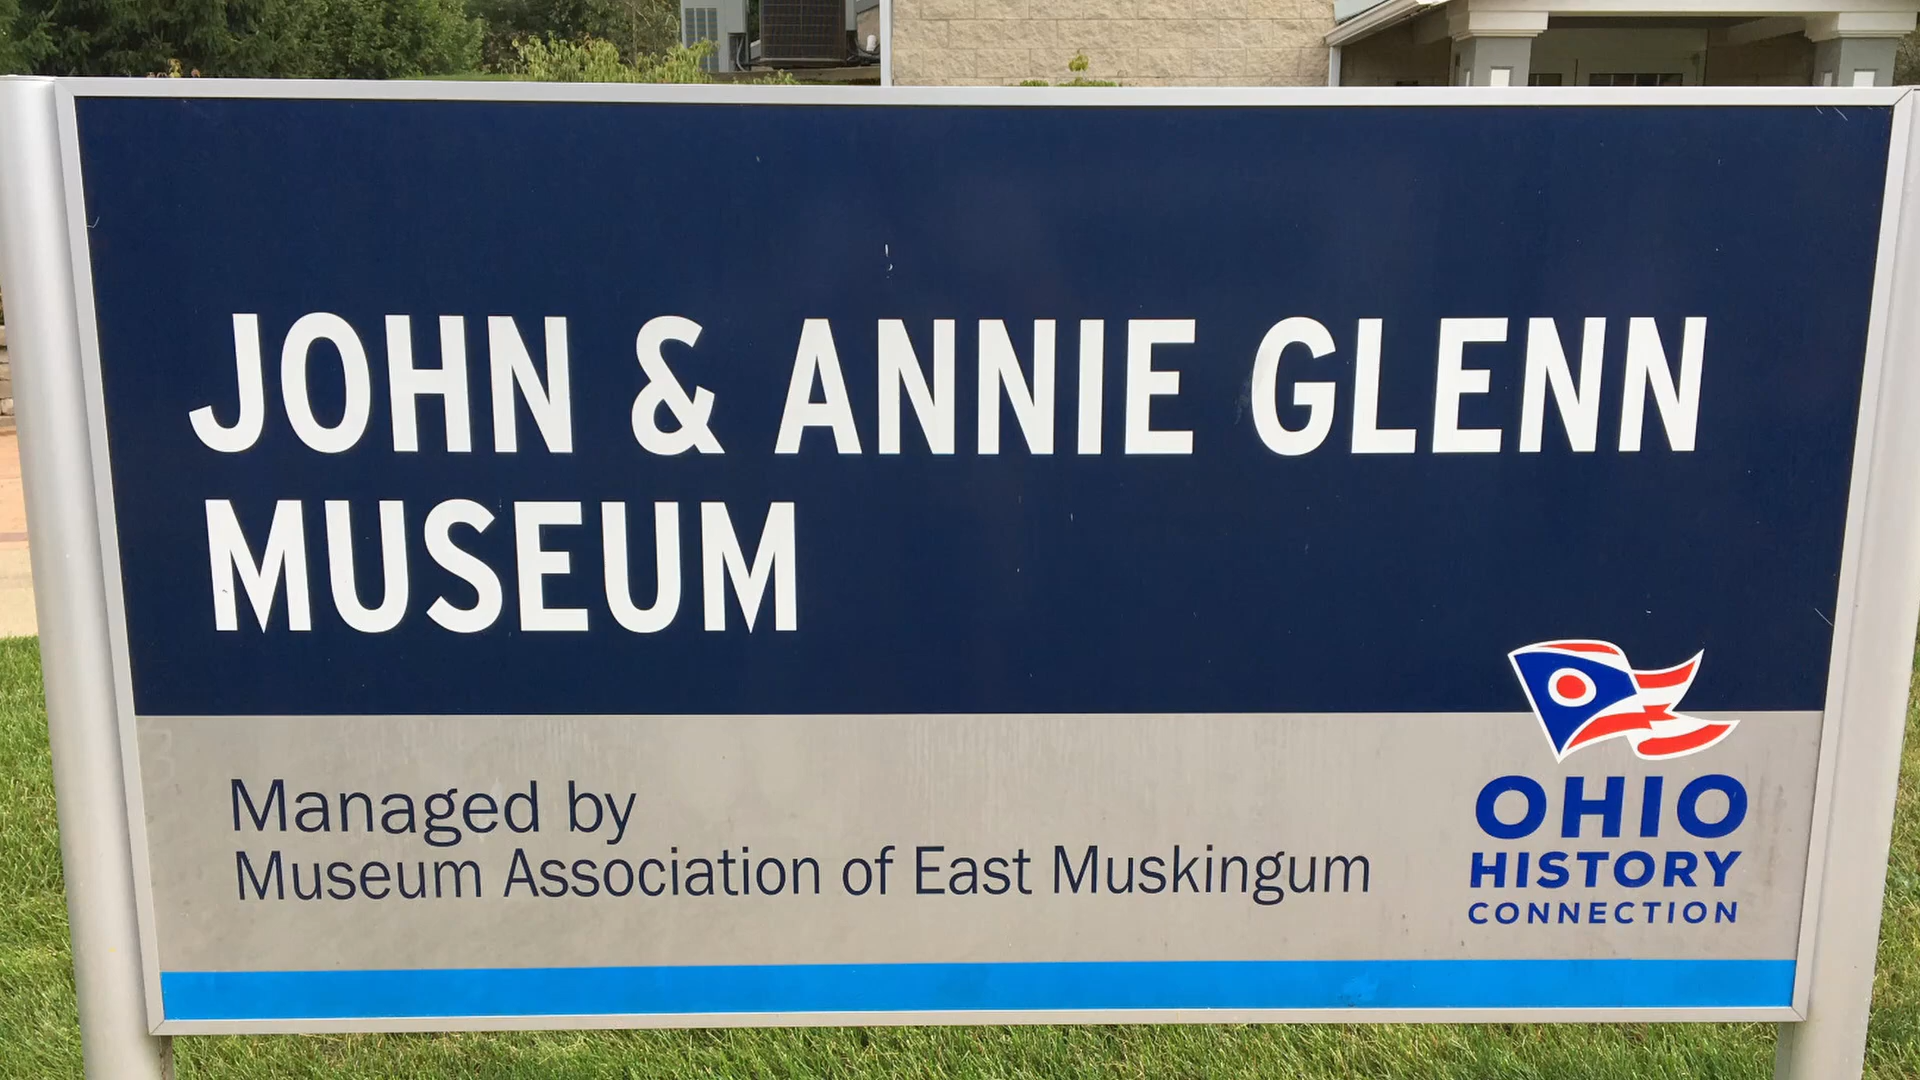 JOHN & ANNIE GLENN
MUSEUM
Managed by
Museum Association of East Muskingum
OHIO
HISTORY
CONNECTION